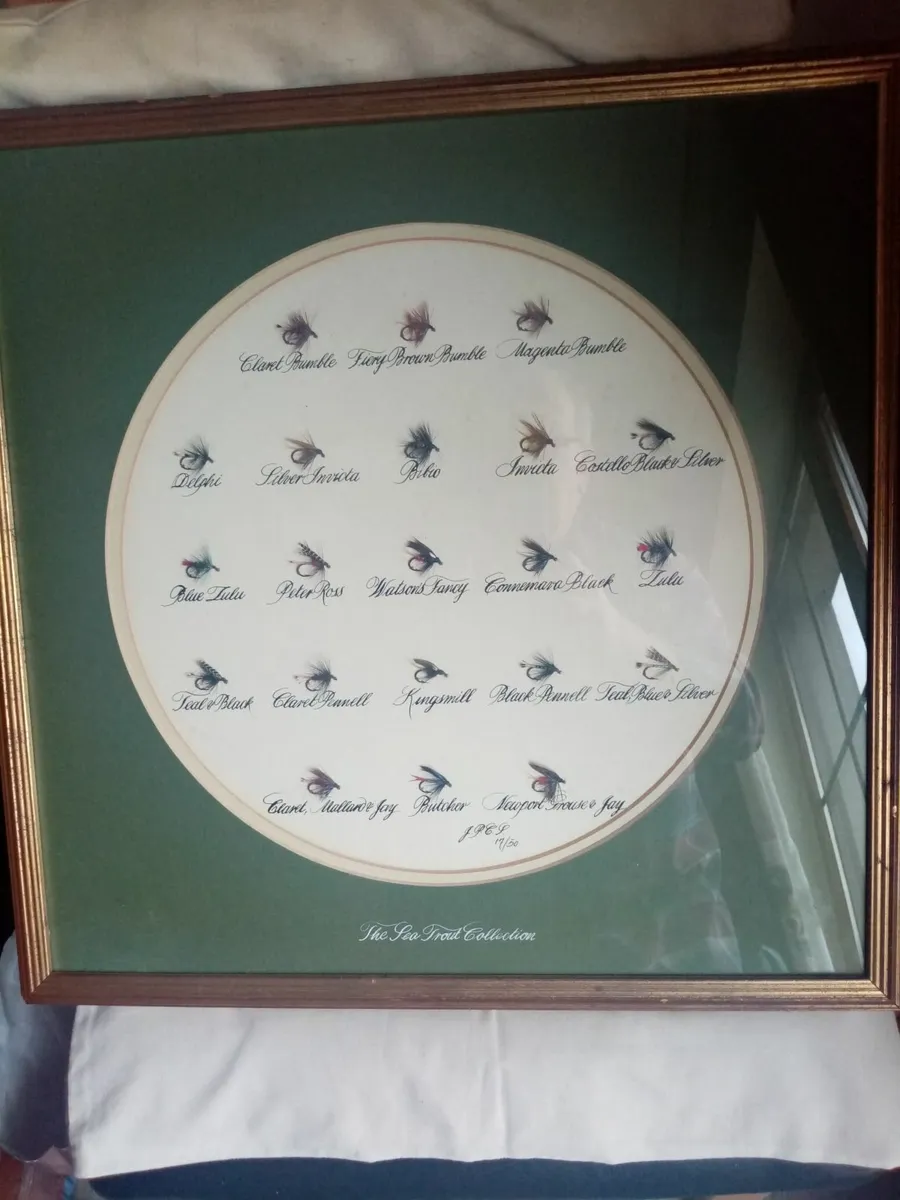 Claret Bumble Fiery Brown Bumble Magenta Bumble
Delphi Silver Invicta Bibio Invicta Costello Black & Silver
Blue Zulu Peter Ross Watsons Fancy Connemara Black Zulu
Teal & Black Claret Pennell Kingsmill Black Pennell Teal, Blue & Silver
Claret, Mallard & Jay Butcher Newport Grouse & Jay
17/50
The Sea Trout Collection